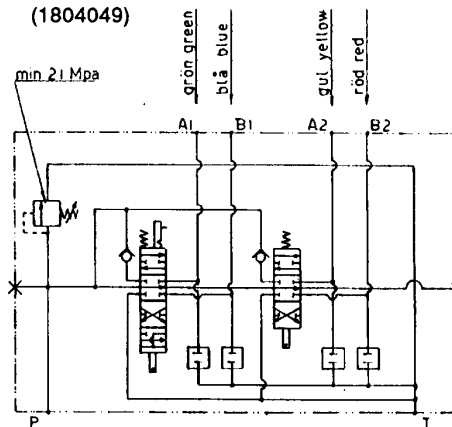 (1804049)
grön green
blå blue
gul yellow
röd red
min 21 Mpa
A1
B1
A2
B2
P
T